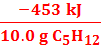 −453 kJ
10.0 g C₅H₁₂